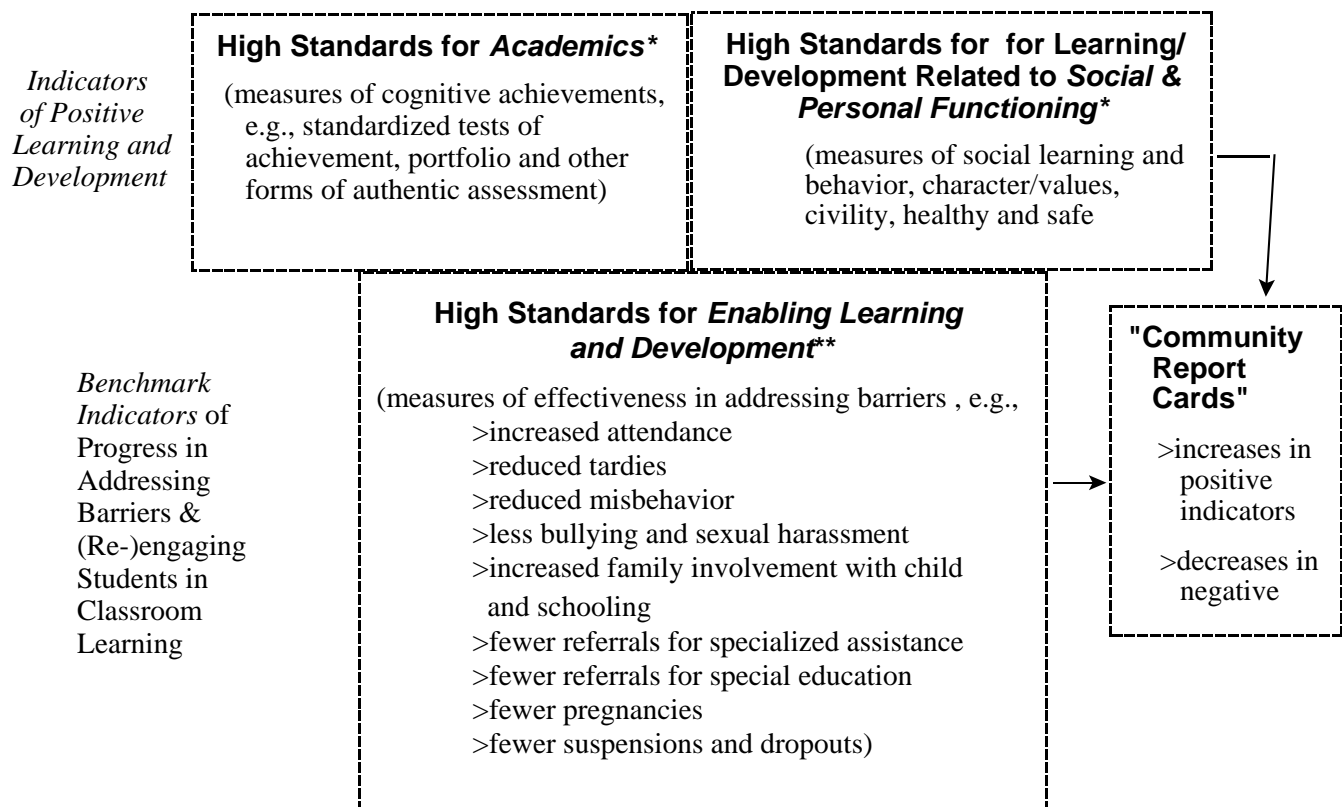 Indicators
of Positive
Learning and
Development
High Standards for Academics*
(measures of cognitive achievements,
e.g., standardized tests of
achievement, portfolio and other
forms of authentic assessment)
High Standards for for Learning/
Development Related to Social &
Personal Functioning*
(measures of social learning and
behavior, character/values,
civility, healthy and safe
Benchmark
Indicators of
Progress in
Addressing
Barriers &
(Re-)engaging
Students in
Classroom
Learning
High Standards for Enabling Learning
and Development**
(measures of effectiveness in addressing barriers , e.g.,
>increased attendance
>reduced tardies
>reduced misbehavior
>less bullying and sexual harassment
>increased family involvement with child
and schooling
>fewer referrals for specialized assistance
>fewer referrals for special education
>fewer pregnancies
>fewer suspensions and dropouts)
"Community
Report
Cards"
>increases in
positive
indicators
>decreases in
negative